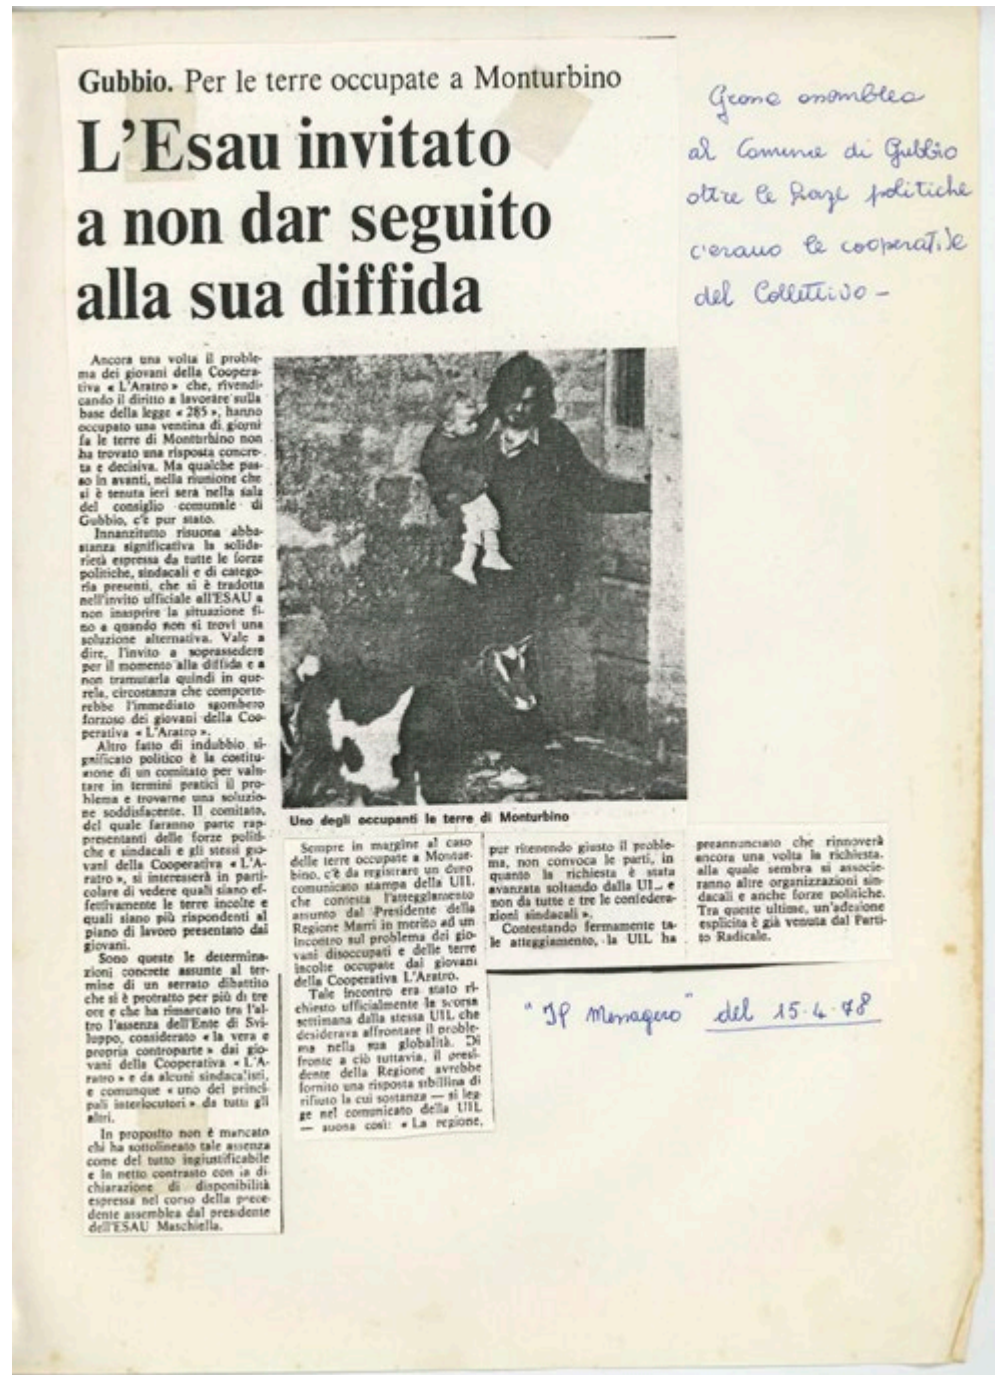 Gubbio. Per le terre occupate a Monturbino
L'Esau invitato
a non dar seguito
alla sua diffida
Ancora una volta il proble-
ma dei giovani della Coopera-
tiva « L'Aratro » che, rivendi-
cando il diritto a lavorare sulla
base della legge « 285 », hanno
occupato una ventina di giorni
fa le terre di Monturbino non
ha trovato una risposta concre-
ta e decisiva. Ma qualche pas-
so in avanti, nella riunione che
si è tenuta ieri sera nella sala
del consiglio comunale di
Gubbio, c'è pur stato.
Innanzitutto risuona abba-
stanza significativa la solida-
rietà espressa da tutte le forze
politiche, sindacali e di catego-
ria presenti, che si è tradotta
nell'invito ufficiale all'ESAU a
non inasprire la situazione fi-
no a quando non si trovi una
soluzione alternativa. Vale a
dire, l'invito a soprassedere
per il momento alla diffida e a
non tramutarla quindi in que-
rela, circostanza che comporte-
rebbe l'immediato sgombero
forzoso dei giovani della Coo-
perativa « L'Aratro ».
Altro fatto di indubbio si-
gnificato politico è la costitu-
zione di un comitato per valu-
tare in termini pratici il pro-
blema e trovarne una soluzio-
ne soddisfacente. Il comitato,
del quale faranno parte rap-
presentanti delle forze politi-
che e sindacali e gli stessi gio-
vani della Cooperativa « L'A-
ratro », si interesserà in parti-
colare di vedere quali siano ef-
fettivamente le terre incolte e
quali siano più rispondenti al
piano di lavoro presentato dai
giovani.
Sono queste le determina-
zioni concrete assunte al ter-
mine di un serrato dibattito
che si è protratto per più di tre
ore e che ha rimarcato tra l'al-
tro l'assenza dell'Ente di Svi-
luppo, considerato « la vera e
propria controparte » dai gio-
vani della Cooperativa « L'A-
ratro » e da alcuni sindacalisti,
e comunque « uno dei princi-
pali interlocutori » da tutti gli
altri.
In proposito non è mancato
chi ha sottolineato tale assenza
come del tutto ingiustificabile
e in netto contrasto con la di-
chiarazione di disponibilità
espressa nel corso della prece-
dente assemblea dal presidente
dell'ESAU Maschiella.
Uno degli occupanti le terre di Monturbino
Sempre in margine al caso
delle terre occupate a Montur-
bino, c'è da registrare un duro
comunicato stampa della UIL
che contesta l'atteggiamento
assunto dal Presidente della
Regione Marri in merito ad un
incontro sul problema dei gio-
vani disoccupati e delle terre
incolte occupate dai giovani
della Cooperativa L'Aratro.
Tale incontro era stato ri-
chiesto ufficialmente la scorsa
settimana dalla stessa UIL che
desiderava affrontare il proble-
ma nella sua globalità. Di
fronte a ciò tuttavia, il presi-
dente della Regione avrebbe
fornito una risposta sibillina di
rifiuto la cui sostanza — si leg-
ge nel comunicato della UIL
— suona così: « La regione,
pur ritenendo giusto il proble-
ma, non convoca le parti, in
quanto la richiesta è stata
avanzata soltando dalla UIL e
non da tutte e tre le confedera-
zioni sindacali ».
Contestando fermamente ta-
le atteggiamento, la UIL ha
preannunciato che rinnoverà
ancora una volta la richiesta,
alla quale sembra si associe-
ranno altre organizzazioni sin-
dacali e anche forze politiche.
Tra queste ultime, un'adesione
esplicita è già venuta dal Parti-
to Radicale.
assemblea
al Comune di Gubbio
oltre le forze politiche
c'erano le cooperative
del Collettivo -
"Il Messagero" del 15.4.78